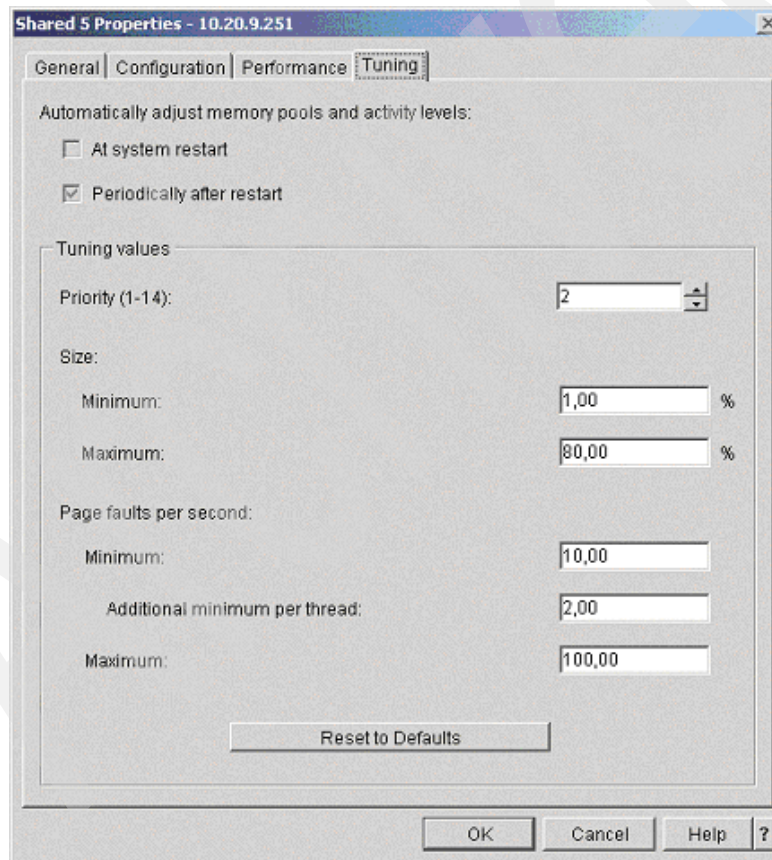 Shared 5 Properties - 10.20.9.251
General Configuration Performance Tuning
Automatically adjust memory pools and activity levels:
At system restart
Periodically after restart
Tuning values
Priority (1-14): 2
Size:
Minimum: 1,00 %
Maximum: 80,00 %
Page faults per second:
Minimum: 10,00
Additional minimum per thread: 2,00
Maximum: 100,00
Reset to Defaults
OK Cancel Help ?